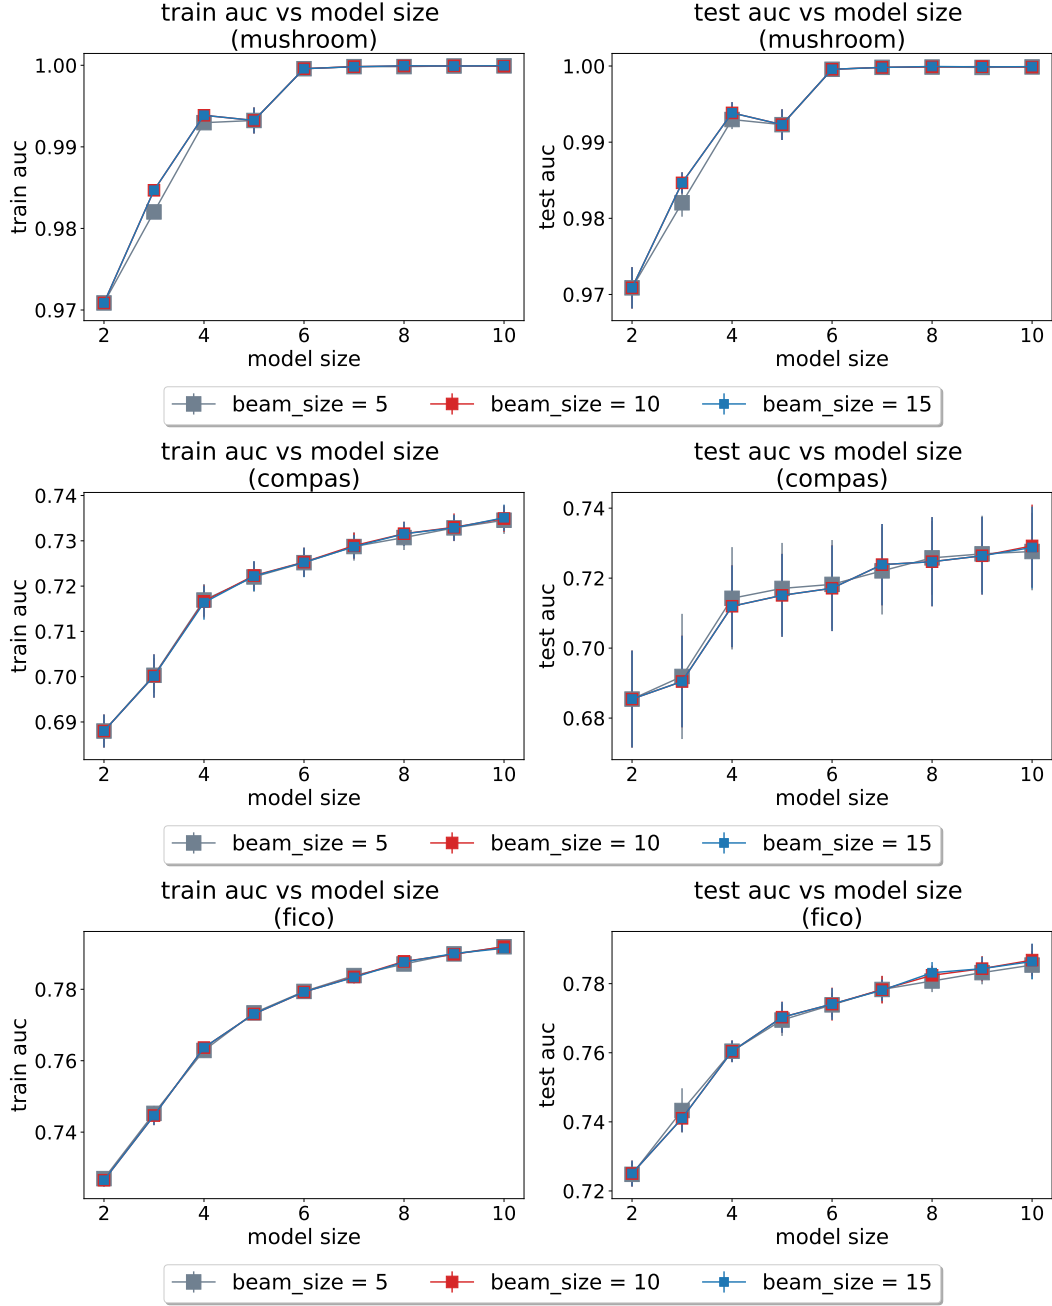 train auc vs model size
(mushroom)
test auc vs model size
(mushroom)
1.00
0.99
0.98
0.97
train auc
2 4 6 8 10
model size
1.00
0.99
0.98
0.97
test auc
2 4 6 8 10
model size
beam_size = 5 beam_size = 10 beam_size = 15
train auc vs model size
(compas)
test auc vs model size
(compas)
0.74
0.73
0.72
0.71
0.70
0.69
train auc
2 4 6 8 10
model size
0.74
0.72
0.70
0.68
test auc
2 4 6 8 10
model size
beam_size = 5 beam_size = 10 beam_size = 15
train auc vs model size
(fico)
test auc vs model size
(fico)
0.78
0.76
0.74
train auc
2 4 6 8 10
model size
0.78
0.76
0.74
0.72
test auc
2 4 6 8 10
model size
beam_size = 5 beam_size = 10 beam_size = 15